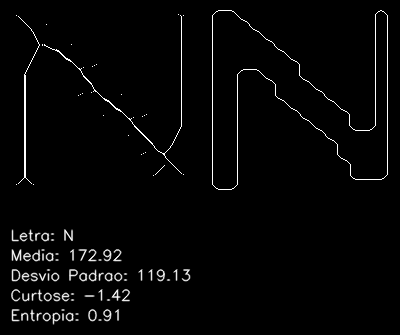 N N
Letra: N
Media: 172.92
Desvio Padrao: 119.13
Curtose: -1.42
Entropia: 0.91